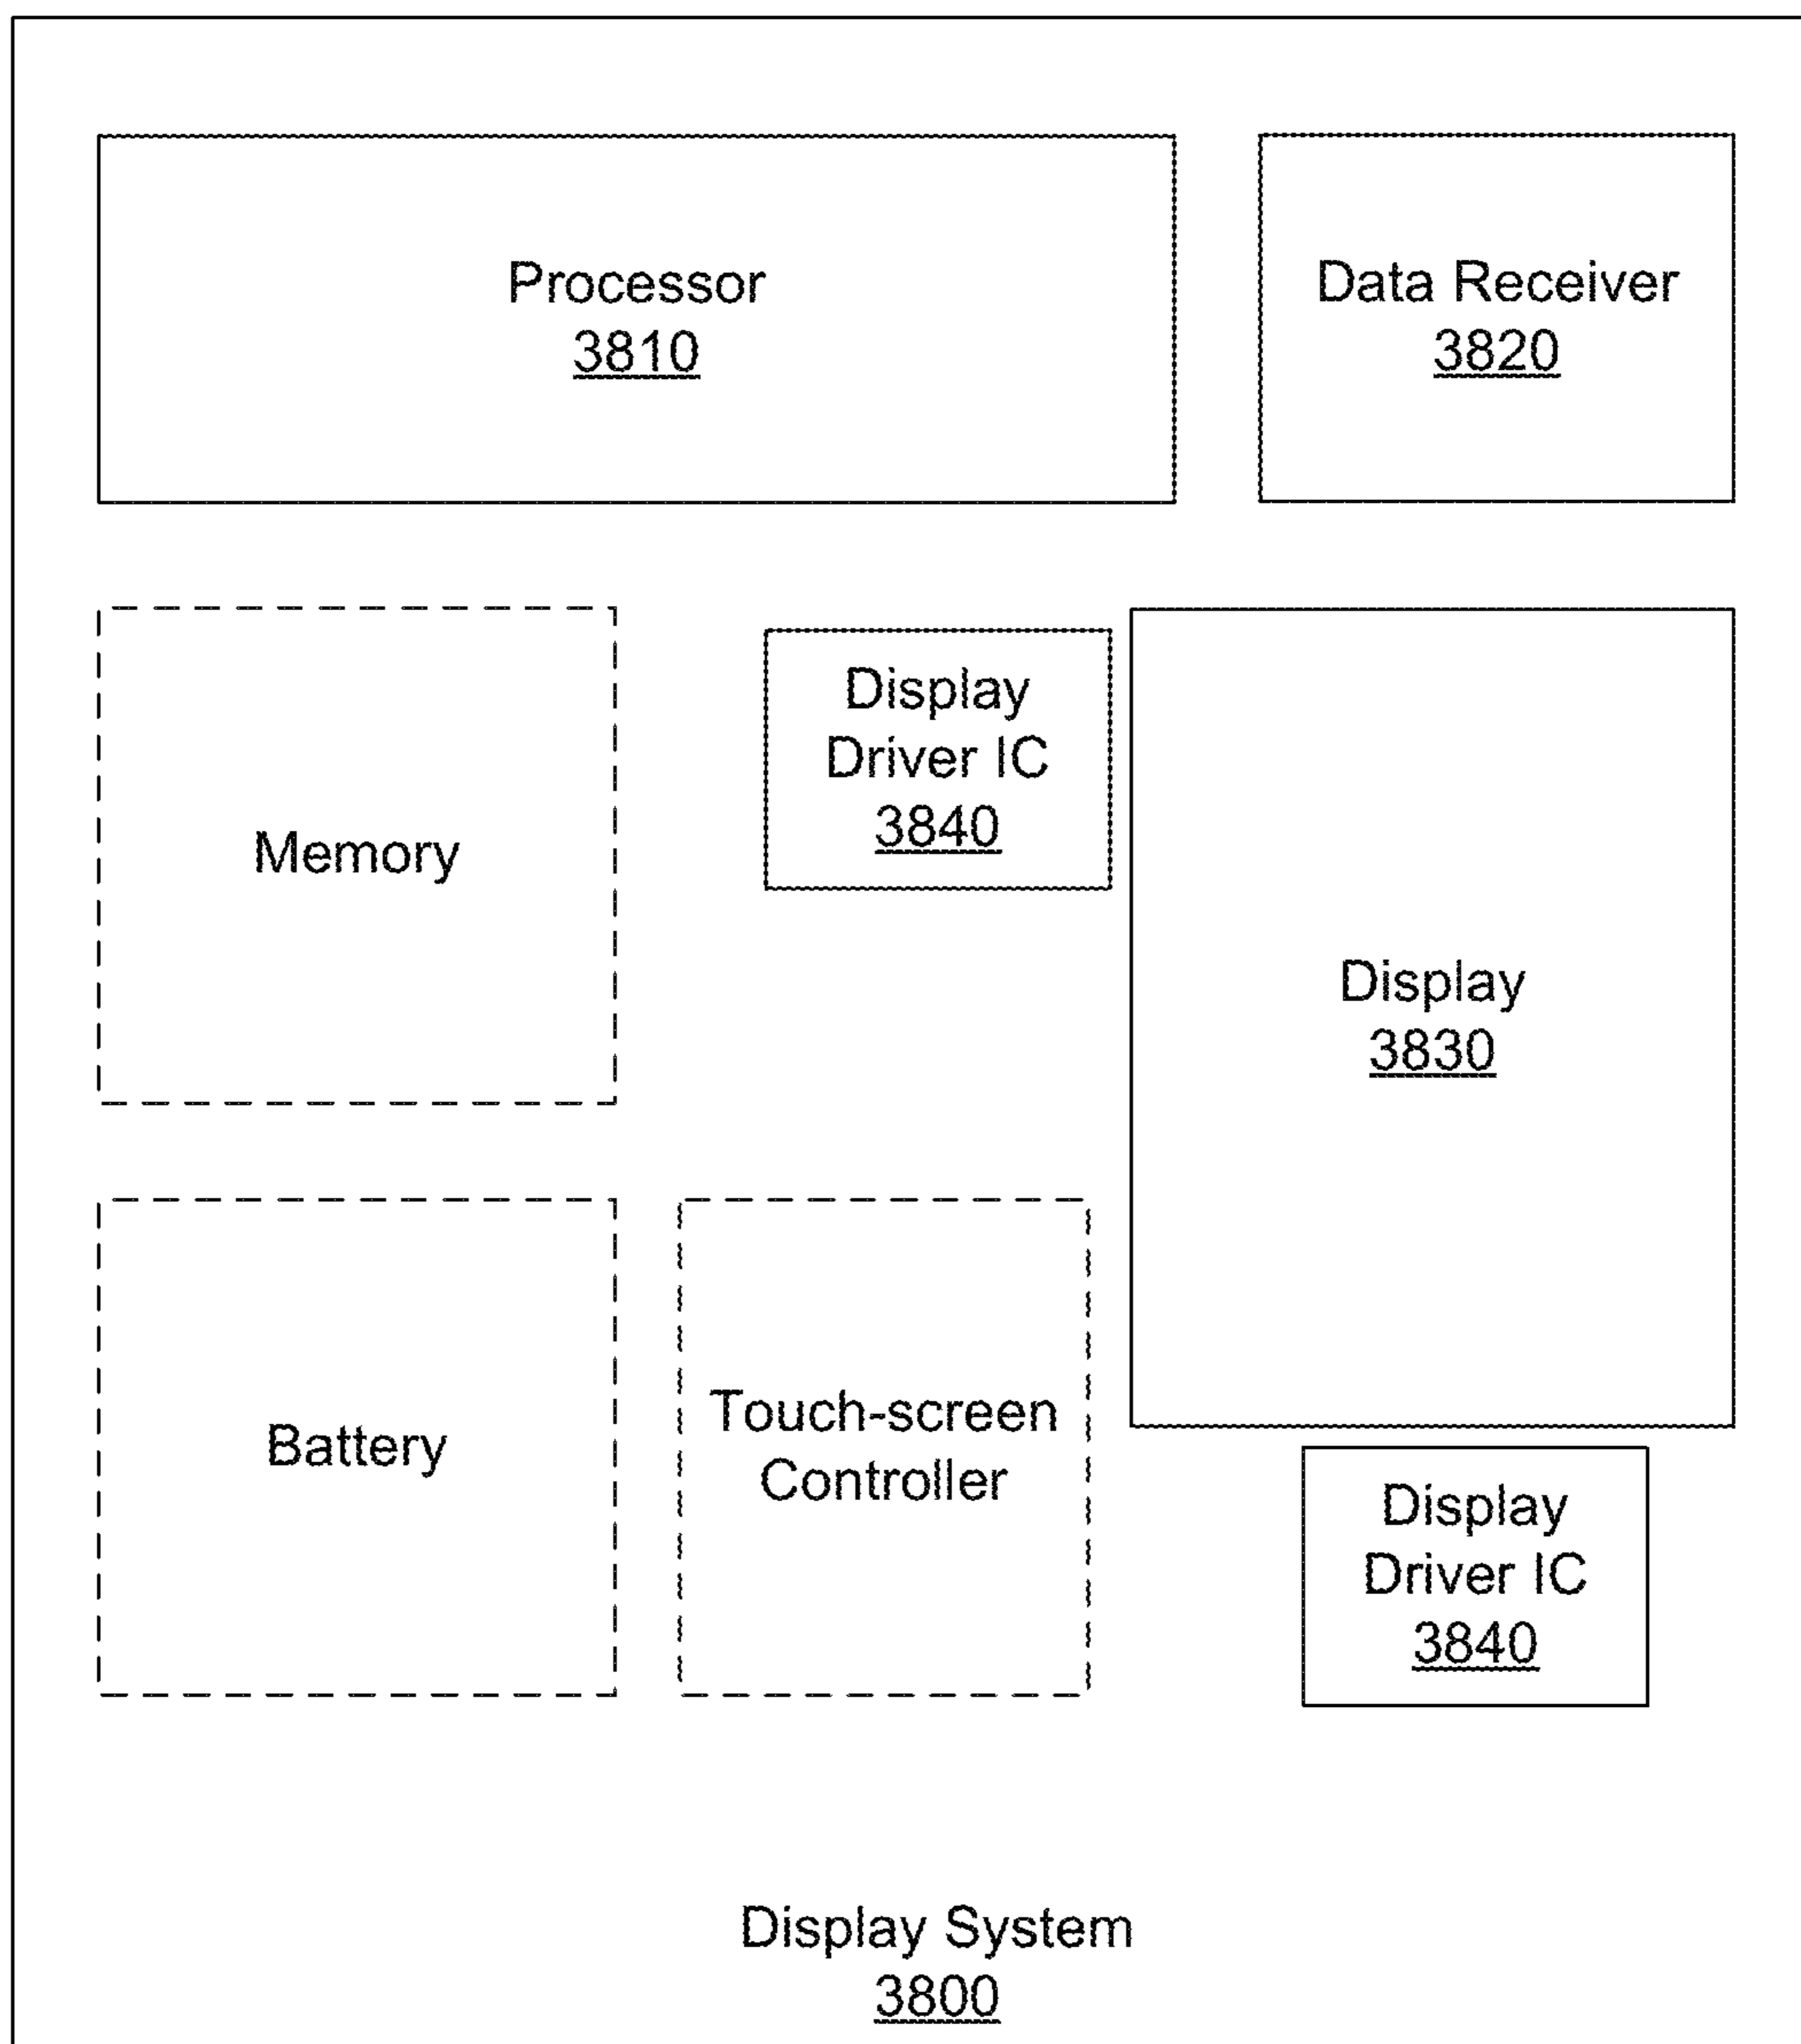 Processor
3810
Data Receiver
3820
Memory
Display
Driver IC
3840
Display
3830
Battery
Touch-screen
Controller
Display
Driver IC
3840
Display System
3800